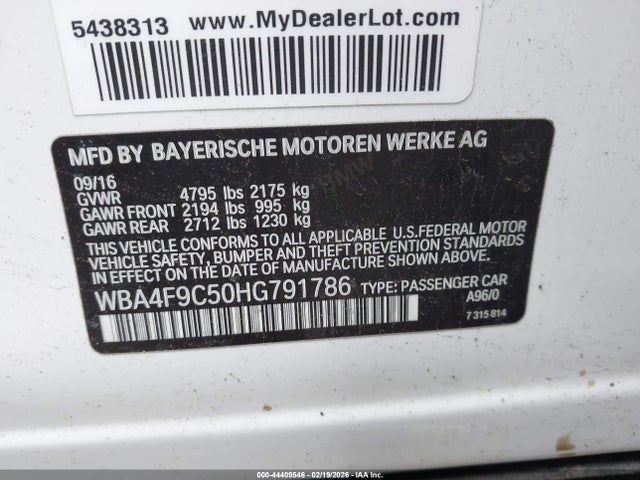 5438313
www.MyDealerLot.com
MFD BY BAYERISCHE MOTOREN WERKE AG
09/16
GVWR 4795 lbs 2175 kg
GAWR FRONT 2194 lbs 995 kg
GAWR REAR 2712 lbs 1230 kg
THIS VEHICLE CONFORMS TO ALL APPLICABLE U.S.FEDERAL MOTOR
VEHICLE SAFETY, BUMPER AND THEFT PREVENTION STANDARDS
IN EFFECT ON THE DATE OF MANUFACTURE SHOWN ABOVE.
WBA4F9C50HG791786 TYPE: PASSENGER CAR
A96/0
7315814
000-44409546 - 02/19/2026 - IAA Inc.